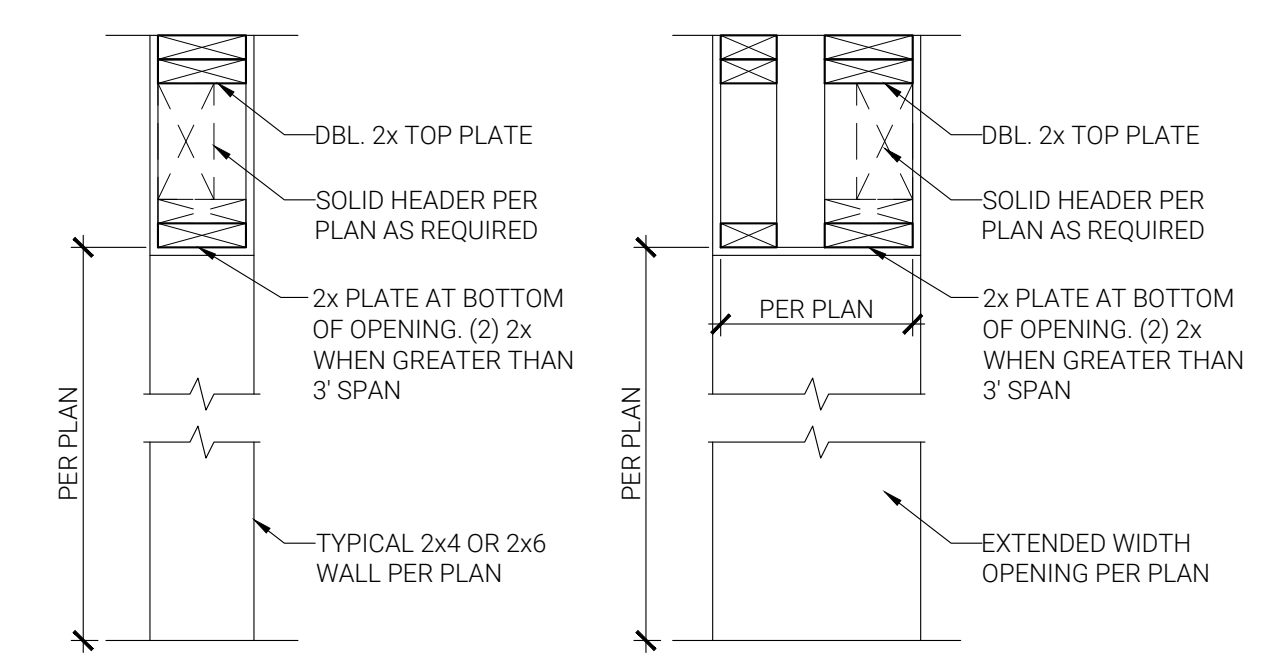 DBL. 2x TOP PLATE
SOLID HEADER PER
PLAN AS REQUIRED
2x PLATE AT BOTTOM
OF OPENING. (2) 2x
WHEN GREATER THAN
3' SPAN
PER PLAN
TYPICAL 2x4 OR 2x6
WALL PER PLAN
DBL. 2x TOP PLATE
SOLID HEADER PER
PLAN AS REQUIRED
2x PLATE AT BOTTOM
OF OPENING. (2) 2x
WHEN GREATER THAN
3' SPAN
PER PLAN
PER PLAN
EXTENDED WIDTH
OPENING PER PLAN